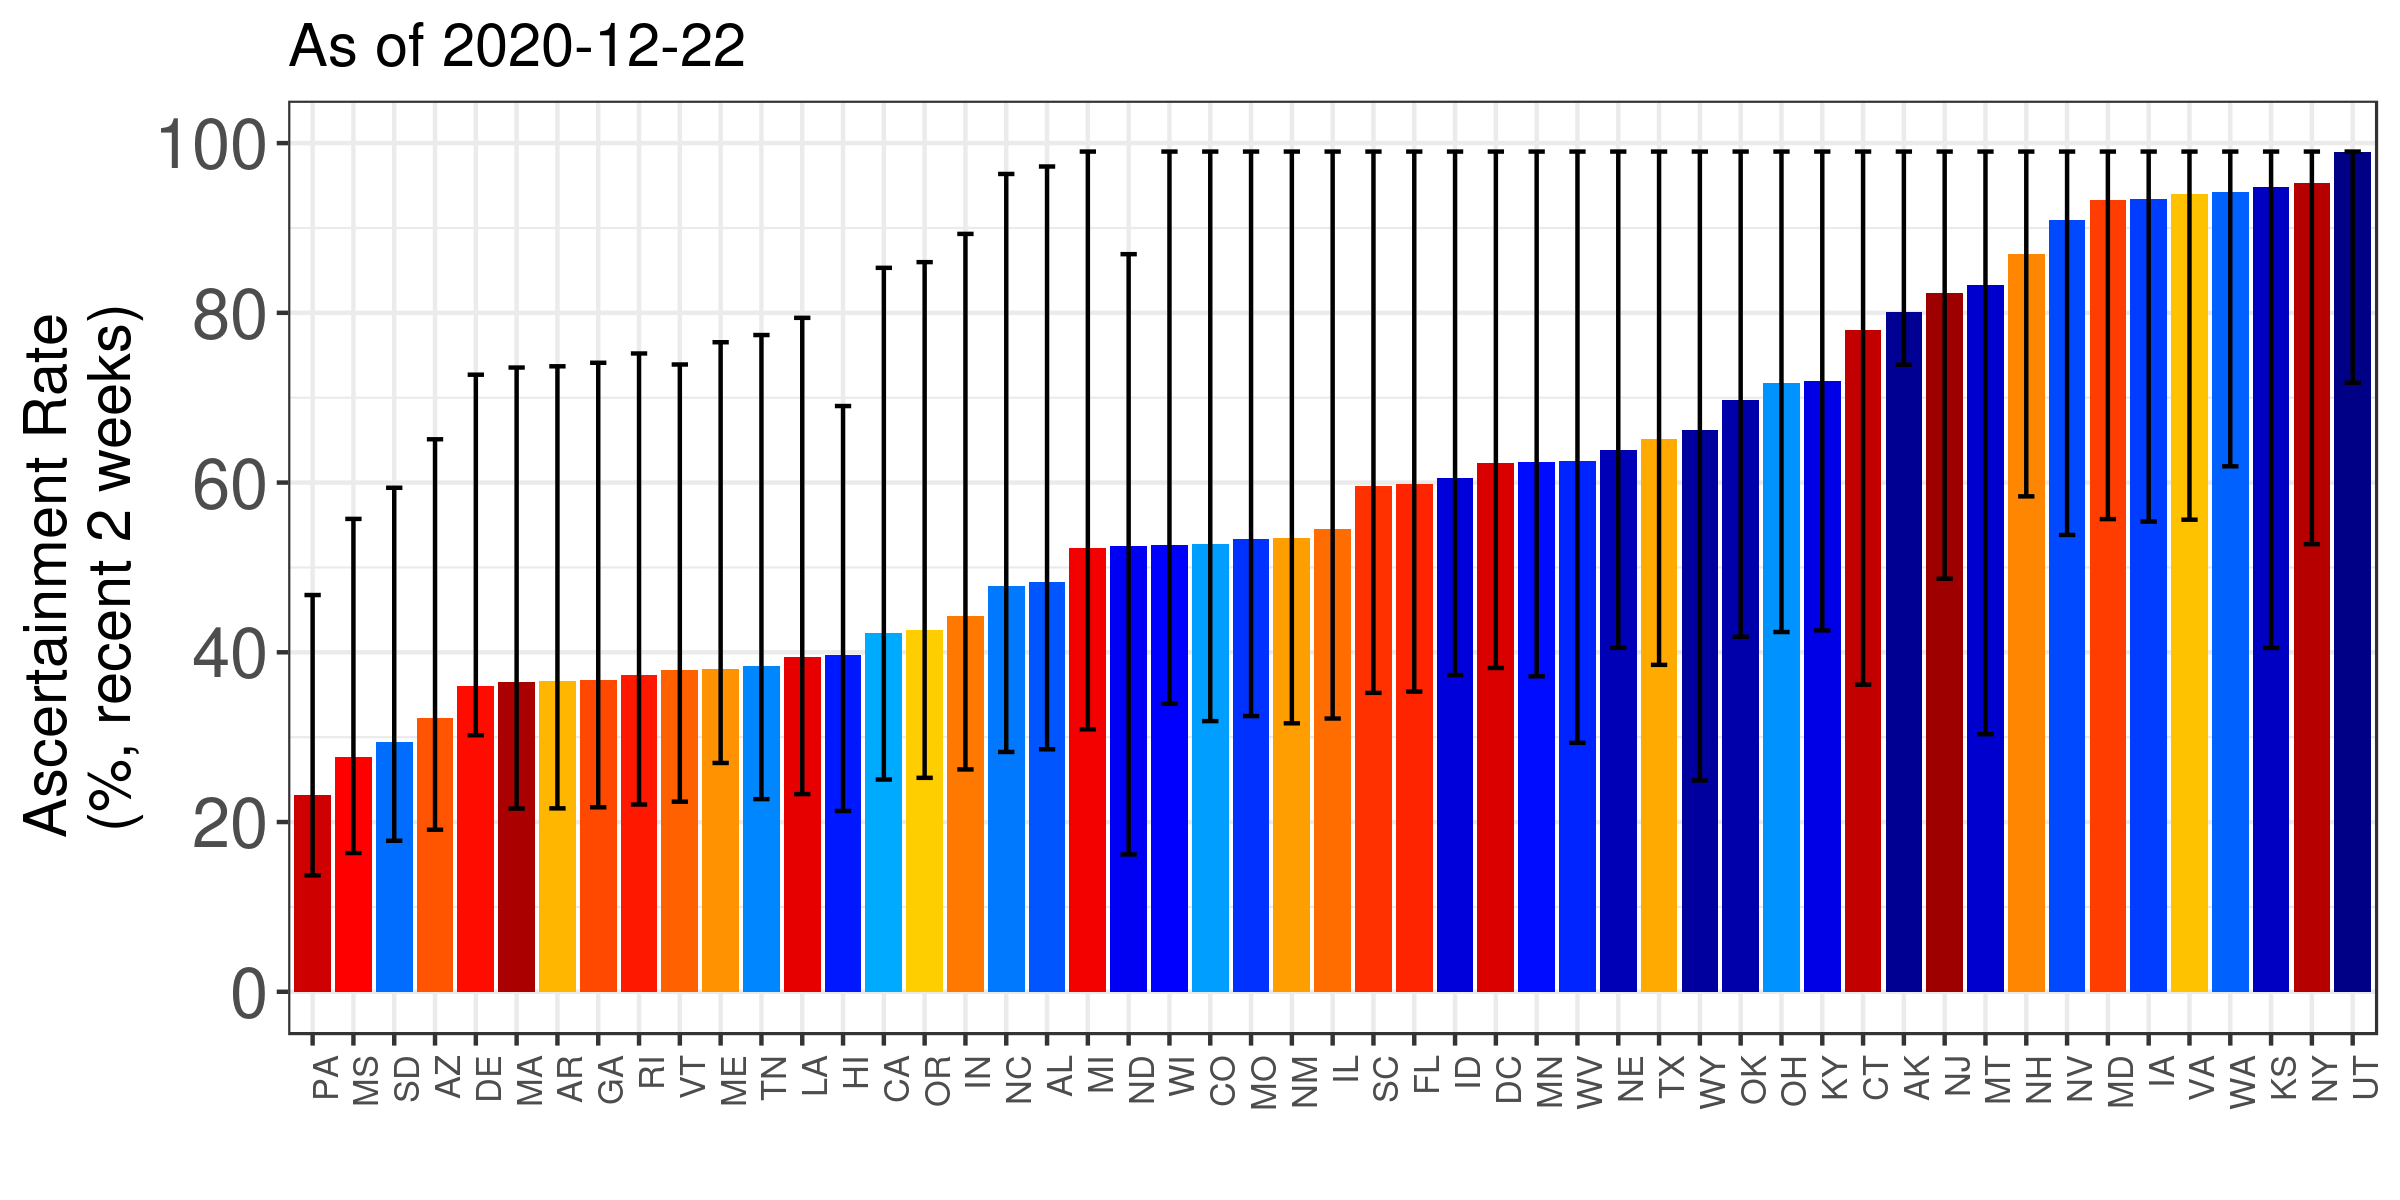 As of 2020-12-22
Ascertainment Rate
(%, recent 2 weeks)
100
80
60
40
20
0
PA MS SD AZ DE MA AR GA RI VT ME TN LA HI CA OR IN NC AL MI ND WI CO MO NM IL SC FL ID DC MN WV NE TX WY OK OH KY CT AK NJ MT NH NV MD IA VA WA KS NY UT